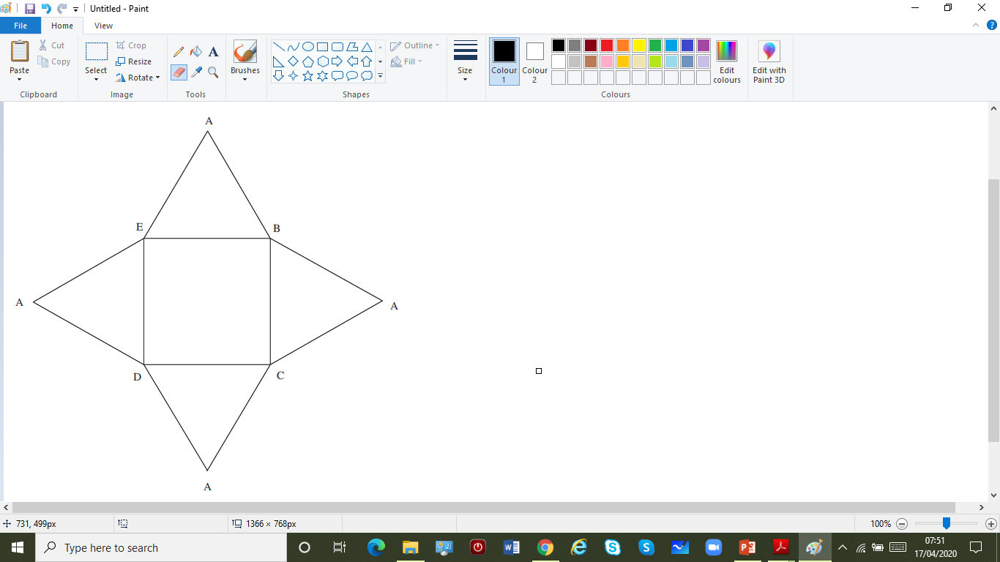 Untitled - Paint
File Home View
Paste
Cut
Copy
Clipboard
Select
Crop
Resize
Rotate
Image
A
Tools
Brushes
Outline
Fill
Shapes
Size
Colour 1
Colour 2
Edit colours
Colours
Edit with Paint 3D
A
E
B
A
A
D
C
A
731, 499px
1366 × 768px
100%
Type here to search
07:51
17/04/2020